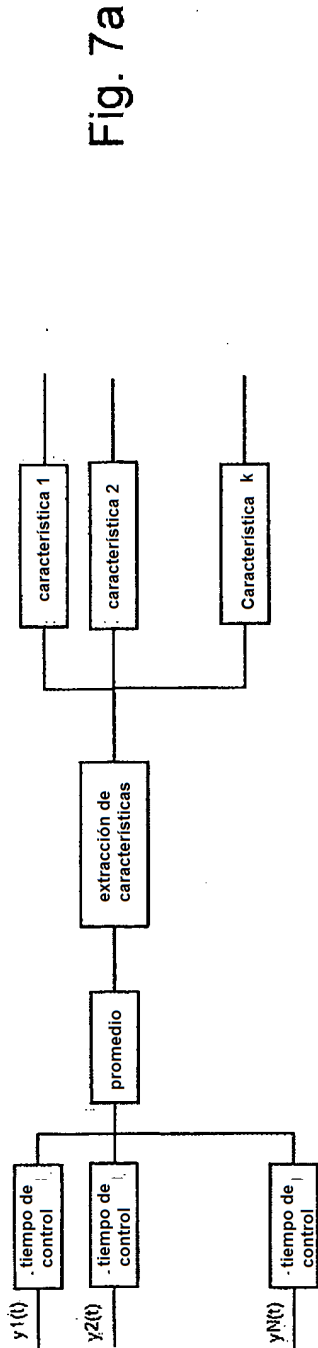 Fig. 7a
y1(t)
- tiempo de
control
y2(t)
- tiempo de
control
yN(t)
- tiempo de
control
promedio
extracción de
características
característica 1
característica 2
Característica k